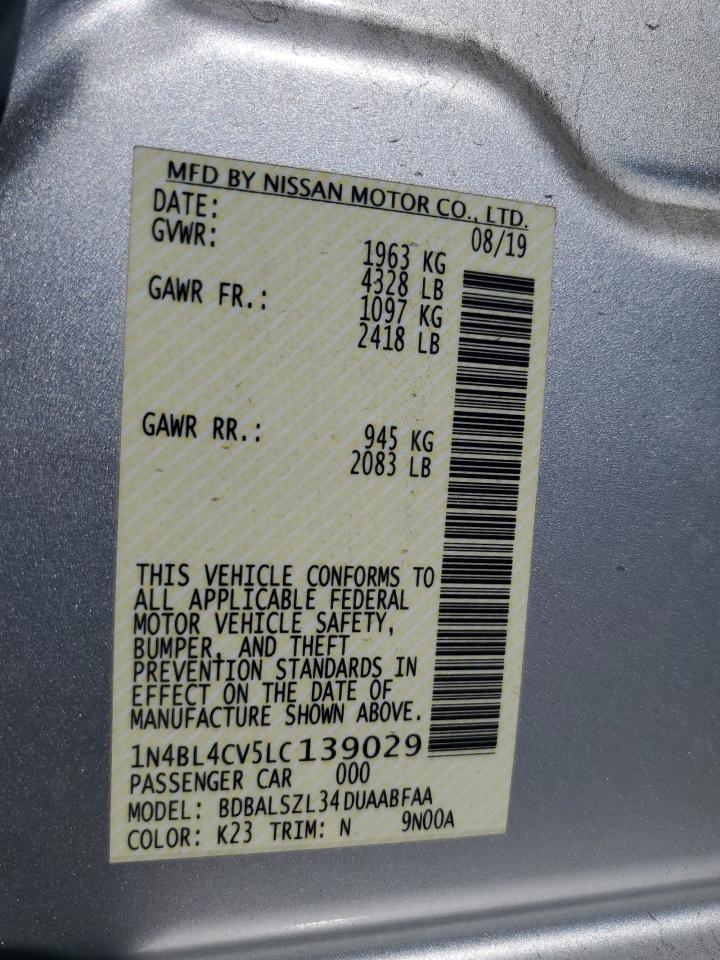 MFD BY NISSAN MOTOR CO., LTD.
DATE: 08/19
GVWR: 1963 KG
4328 LB
GAWR FR.: 1097 KG
2418 LB
GAWR RR.: 945 KG
2083 LB
THIS VEHICLE CONFORMS TO
ALL APPLICABLE FEDERAL
MOTOR VEHICLE SAFETY,
BUMPER, AND THEFT
PREVENTION STANDARDS IN
EFFECT ON THE DATE OF
MANUFACTURE SHOWN ABOVE.
1N4BL4CV5LC139029
PASSENGER CAR 000
MODEL: BDBALSZL34DUAABFAA
COLOR: K23 TRIM: N 9N00A